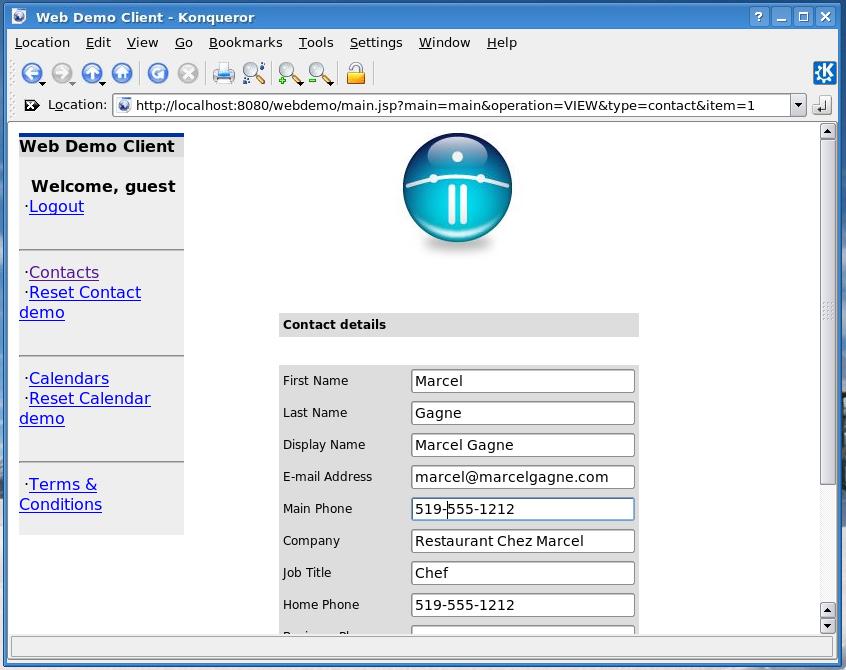 Web Demo Client - Konqueror
Location Edit View Go Bookmarks Tools Settings Window Help
Location: http://localhost:8080/webdemo/main.jsp?main=main&operation=VIEW&type=contact&item=1
Web Demo Client
Welcome, guest
·Logout
·Contacts
·Reset Contact
demo
·Calendars
·Reset Calendar
demo
·Terms &
Conditions
Contact details
First Name Marcel
Last Name Gagne
Display Name Marcel Gagne
E-mail Address marcel@marcelgagne.com
Main Phone 519-555-1212
Company Restaurant Chez Marcel
Job Title Chef
Home Phone 519-555-1212